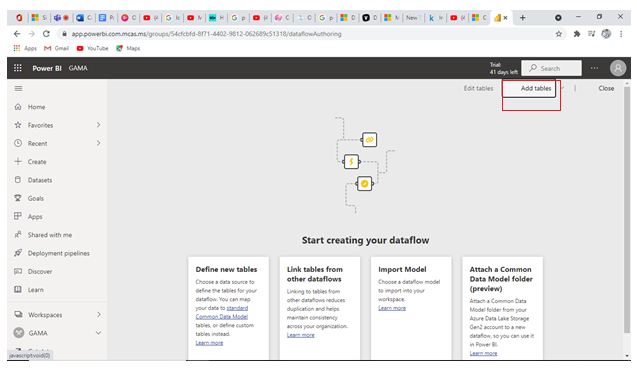 app.powerbi.com.mcas.ms/groups/54cfcbfd-8f71-4402-9812-062689c51318/dataflowAuthoring
Apps Gmail YouTube Maps
Power BI GAMA
Trial:
41 days left
Search
Edit tables
Add tables
Close
Home
Favorites
Recent
Create
Datasets
Goals
Apps
Shared with me
Deployment pipelines
Discover
Learn
Workspaces
GAMA
javascript:void(0)
Start creating your dataflow
Define new tables
Choose a data source to
define the tables for your
dataflow. You can map
your data to standard
Common Data Model
tables, or define custom
tables instead.
Learn more
Link tables from
other dataflows
Linking to tables from
other dataflows reduces
duplication and helps
maintain consistency
across your organization.
Learn more
Import Model
Choose a dataflow model
to import into your
workspace.
Learn more
Attach a Common
Data Model folder
(preview)
Attach a Common Data
Model folder from your
Azure Data Lake Storage
Gen2 account to a new
dataflow, so you can use it
in Power BI.
Learn more